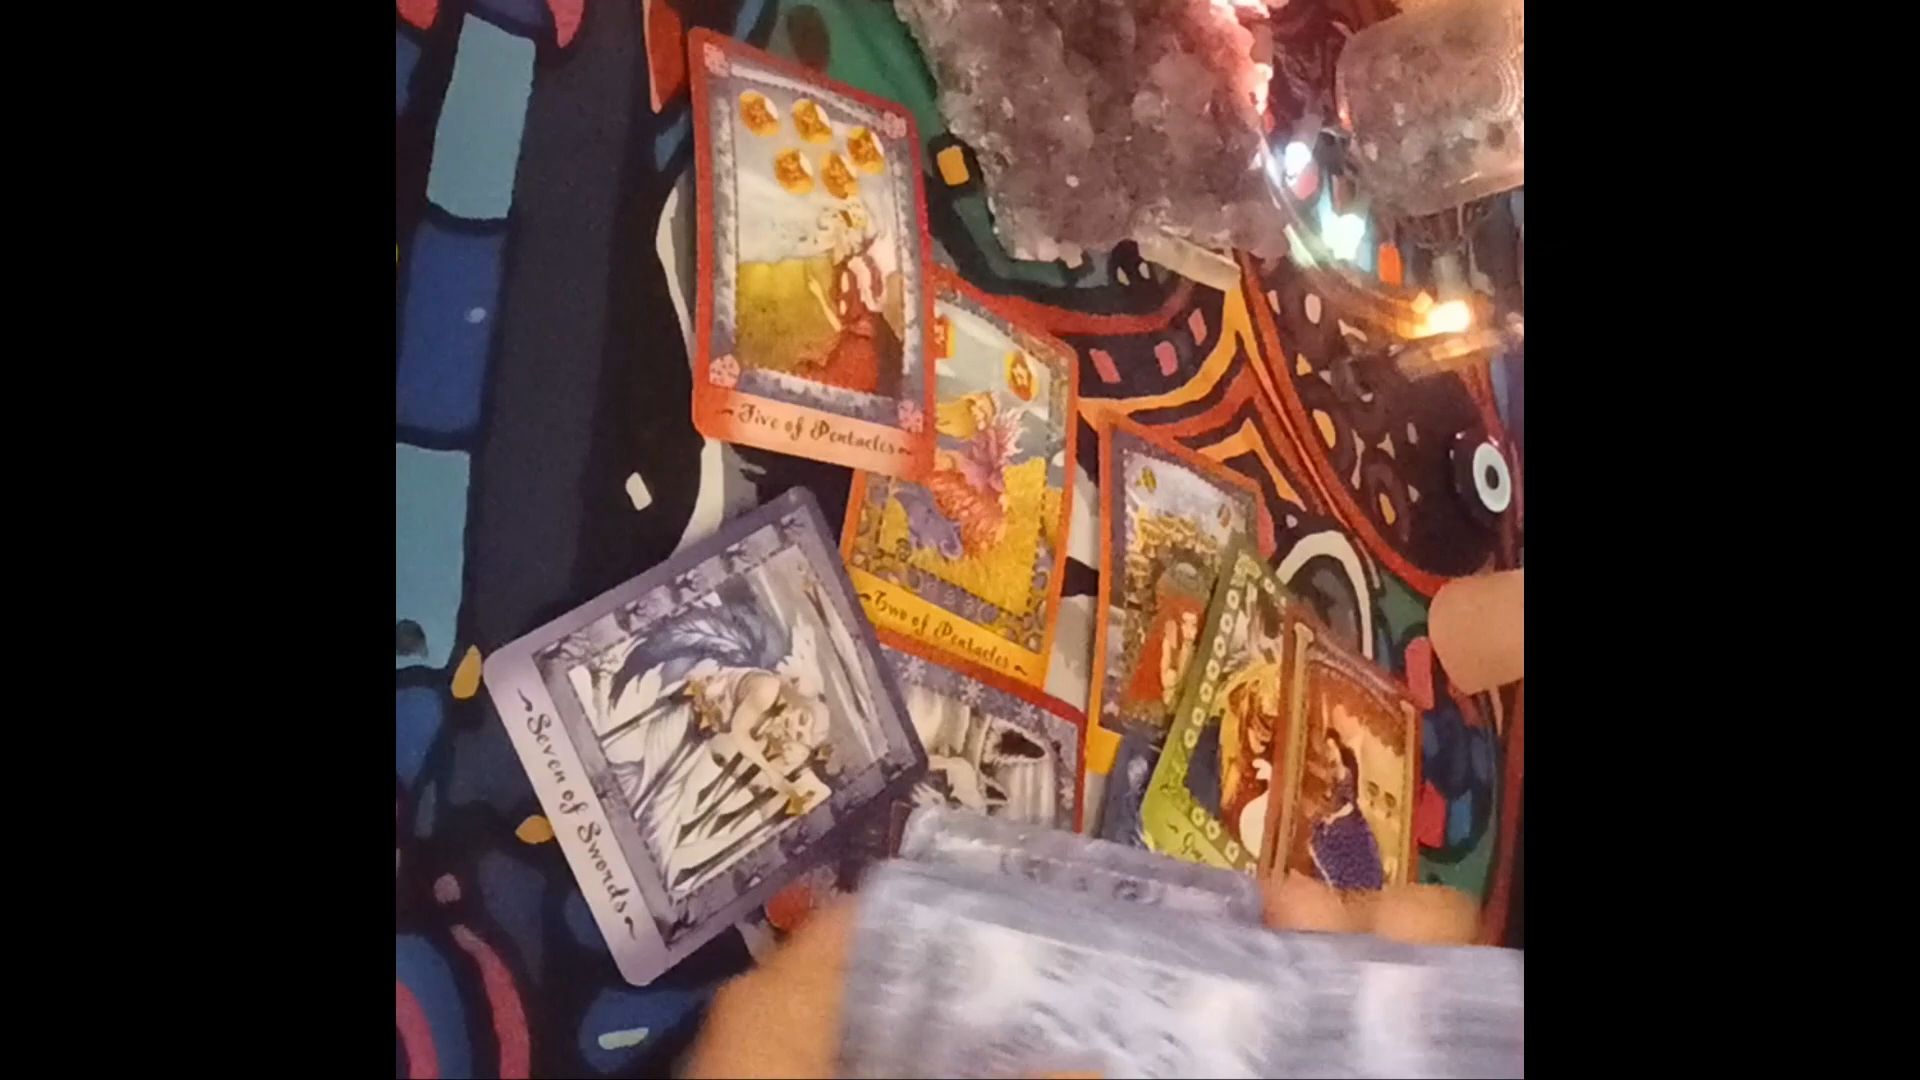 ~Five of Pentacles~
~Two of Pentacles~
~Seven of Swords~